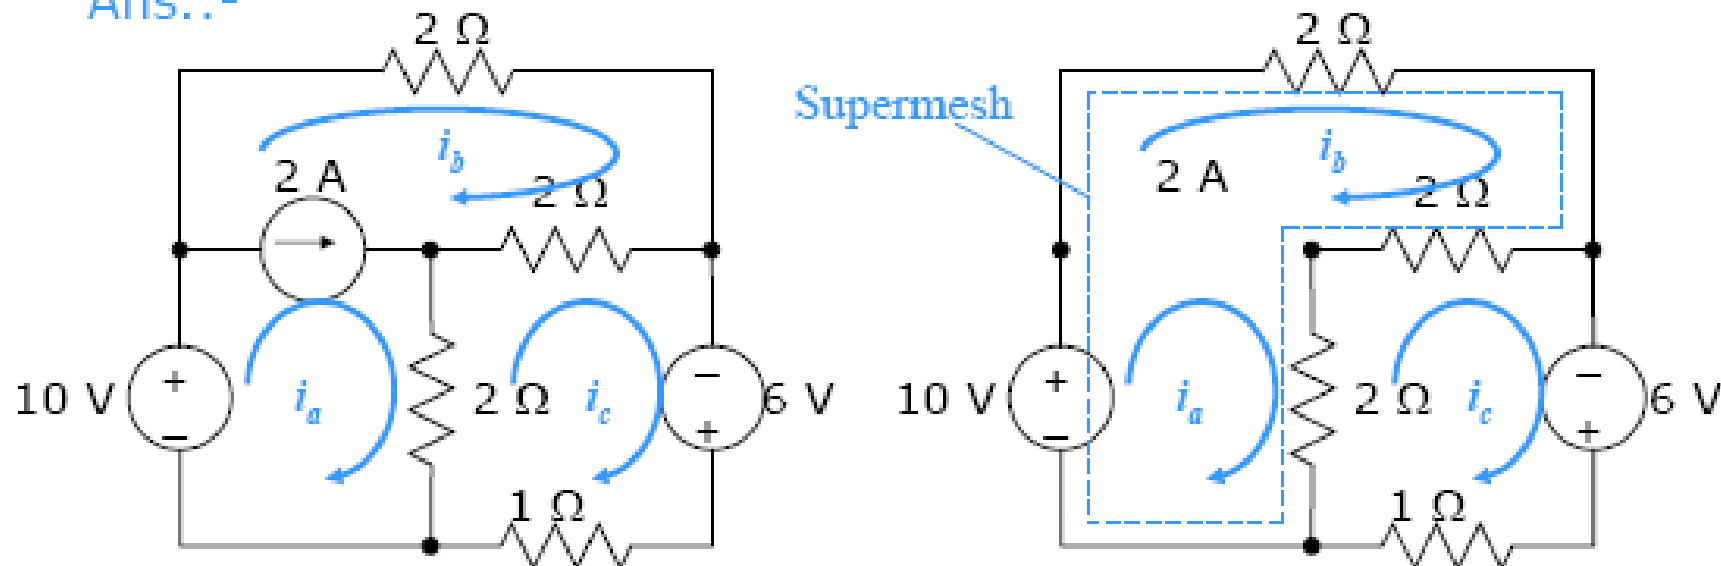 Ans.:-
2 Ω
2 Ω
Supermesh
i_b
i_b
2 A
2 Ω
2 A
2 Ω
10 V
+
−
i_a
2 Ω
i_c
−
+
6 V
10 V
+
−
i_a
2 Ω
i_c
−
+
6 V
1 Ω
1 Ω